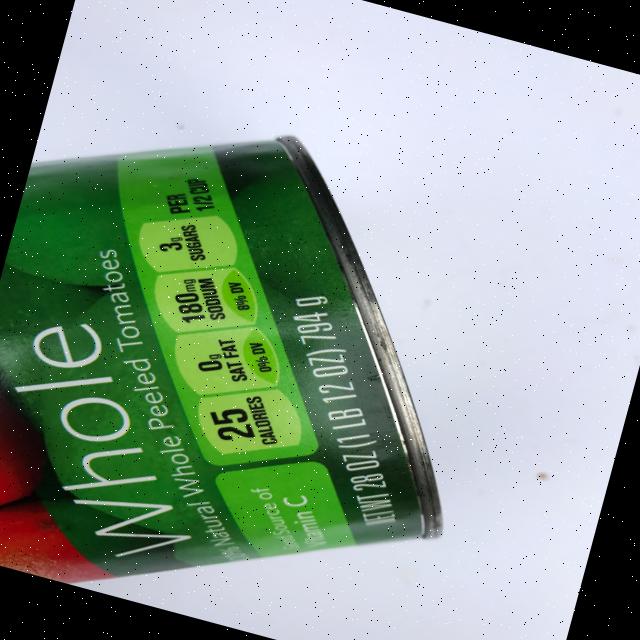 Whole
Natural Whole Peeled Tomatoes
Source of
Vitamin C
25
CALORIES
0g
SAT FAT
0% DV
180mg
SODIUM
8% DV
3g
SUGARS
PER
1/2 CUP
NET WT 28 OZ (1 LB 12 OZ) 794 g